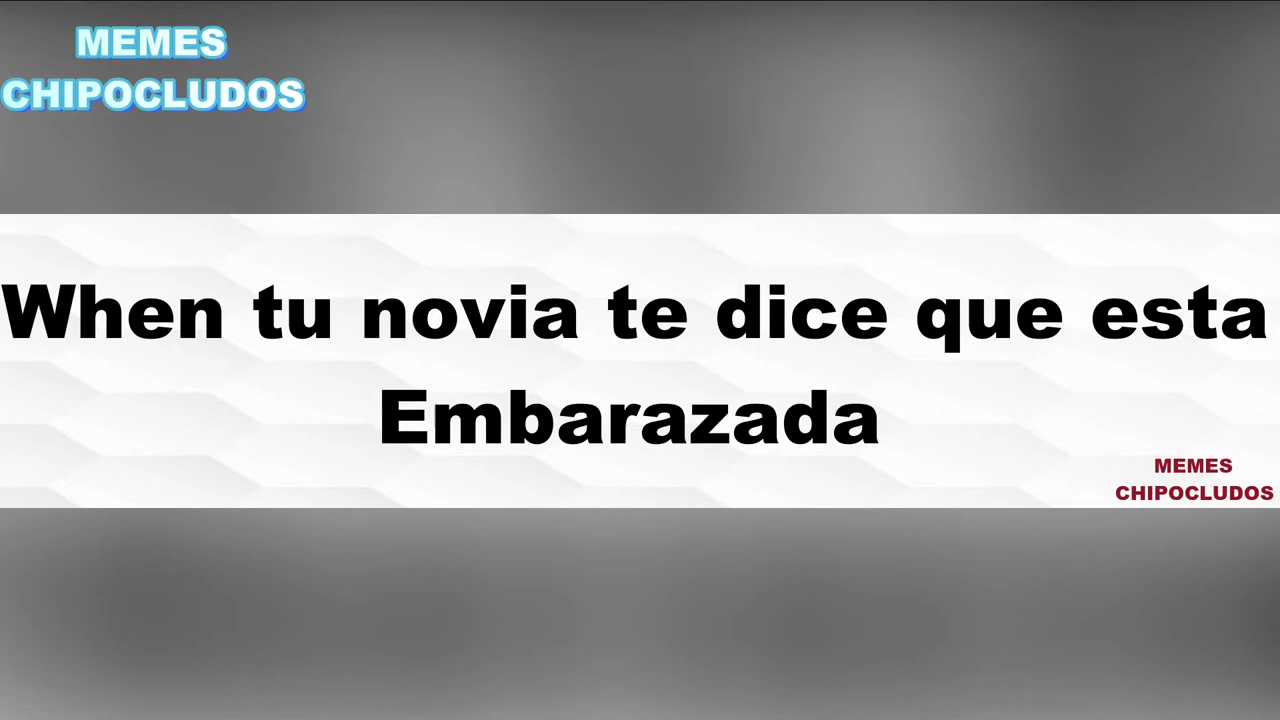 MEMES
CHIPOCLUDOS
When tu novia te dice que esta
Embarazada
MEMES
CHIPOCLUDOS